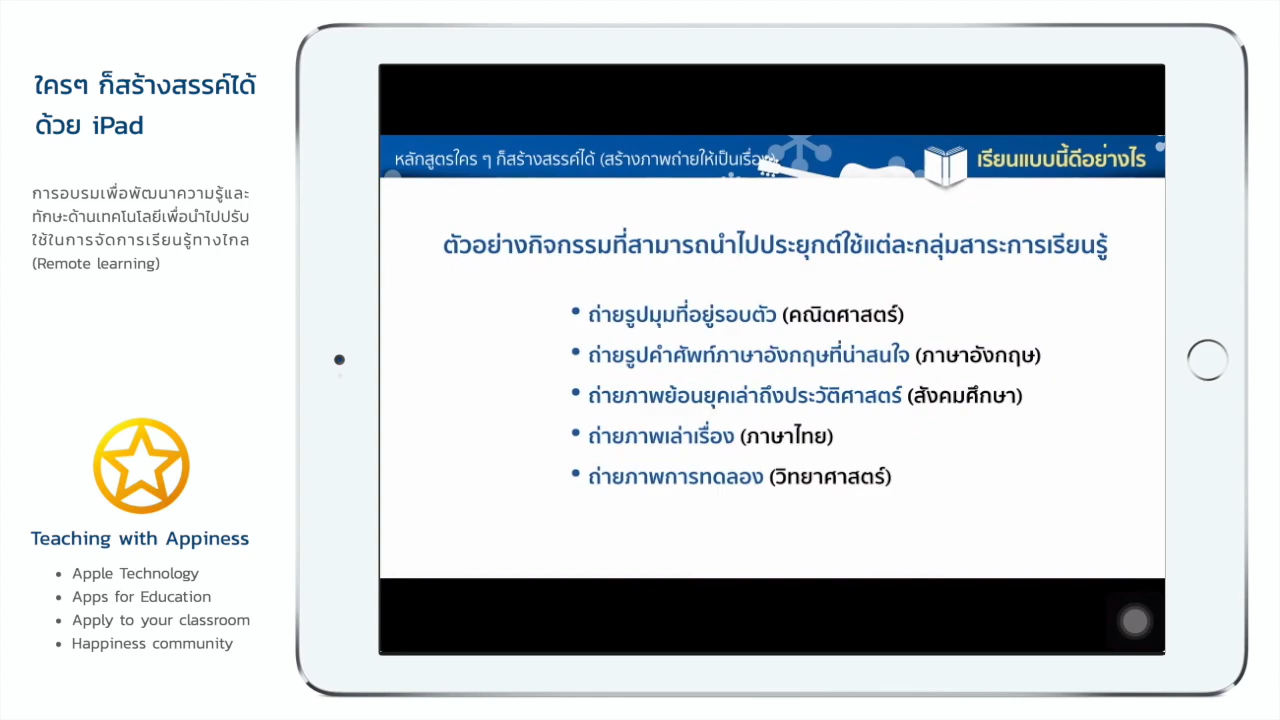 ใครๆ ก็สร้างสรรค์ได้
ด้วย iPad
การอบรมเพื่อพัฒนาความรู้และ
ทักษะด้านเทคโนโลยีเพื่อนำไปปรับ
ใช้ในการจัดการเรียนรู้ทางไกล
(Remote learning)
Teaching with Appiness
• Apple Technology
• Apps for Education
• Apply to your classroom
• Happiness community
หลักสูตรใคร ๆ ก็สร้างสรรค์ได้ (สร้างภาพถ่ายให้เป็นเรื่อง)
เรียนแบบนี้ดีอย่างไร
ตัวอย่างกิจกรรมที่สามารถนำไปประยุกต์ใช้แต่ละกลุ่มสาระการเรียนรู้
• ถ่ายรูปมุมที่อยู่รอบตัว (คณิตศาสตร์)
• ถ่ายรูปคำศัพท์ภาษาอังกฤษที่น่าสนใจ (ภาษาอังกฤษ)
• ถ่ายภาพย้อนยุคเล่าถึงประวัติศาสตร์ (สังคมศึกษา)
• ถ่ายภาพเล่าเรื่อง (ภาษาไทย)
• ถ่ายภาพการทดลอง (วิทยาศาสตร์)